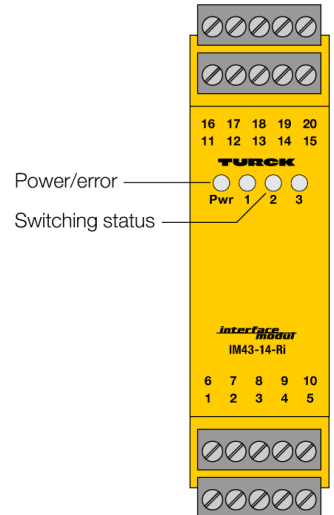 16 17 18 19 20
11 12 13 14 15
TURCK
Power/error
Pwr 1 2 3
Switching status
interface
modul
IM43-14-Ri
6 7 8 9 10
1 2 3 4 5